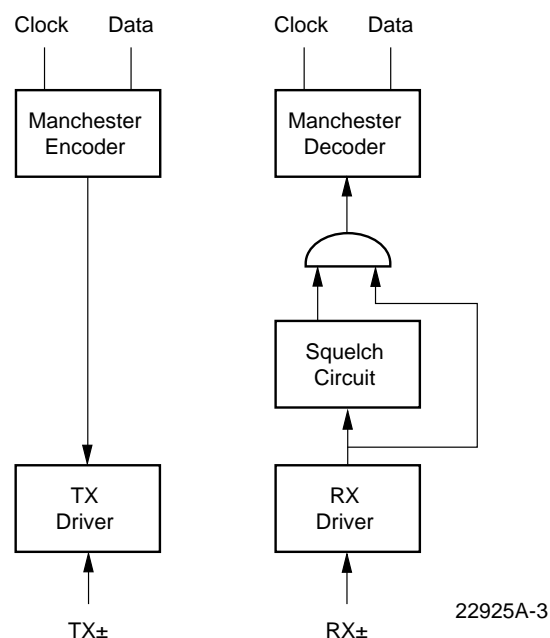 Clock Data
Clock Data
Manchester
Encoder
Manchester
Decoder
Squelch
Circuit
TX
Driver
RX
Driver
TX±
RX±
22925A-3